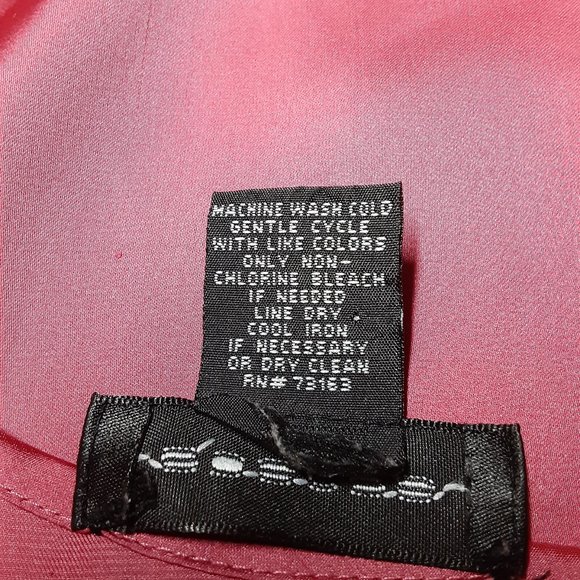 MACHINE WASH COLD
GENTLE CYCLE
WITH LIKE COLORS
ONLY NON-
CHLORINE BLEACH
IF NEEDED
LINE DRY
COOL IRON
IF NECESSARY
OR DRY CLEAN
RN# 73163